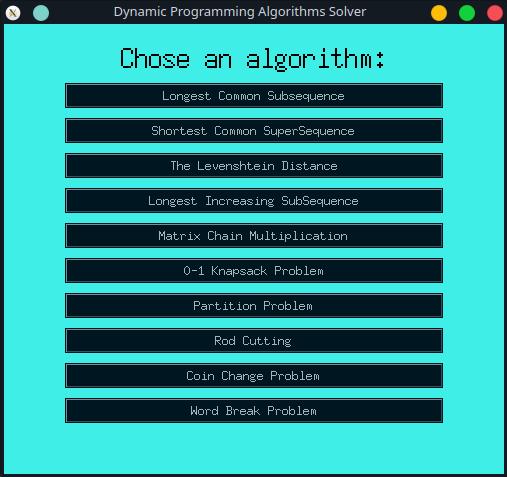 Dynamic Programming Algorithms Solver
Chose an algorithm:
Longest Common Subsequence
Shortest Common SuperSequence
The Levenshtein Distance
Longest Increasing SubSequence
Matrix Chain Multiplication
0-1 Knapsack Problem
Partition Problem
Rod Cutting
Coin Change Problem
Word Break Problem